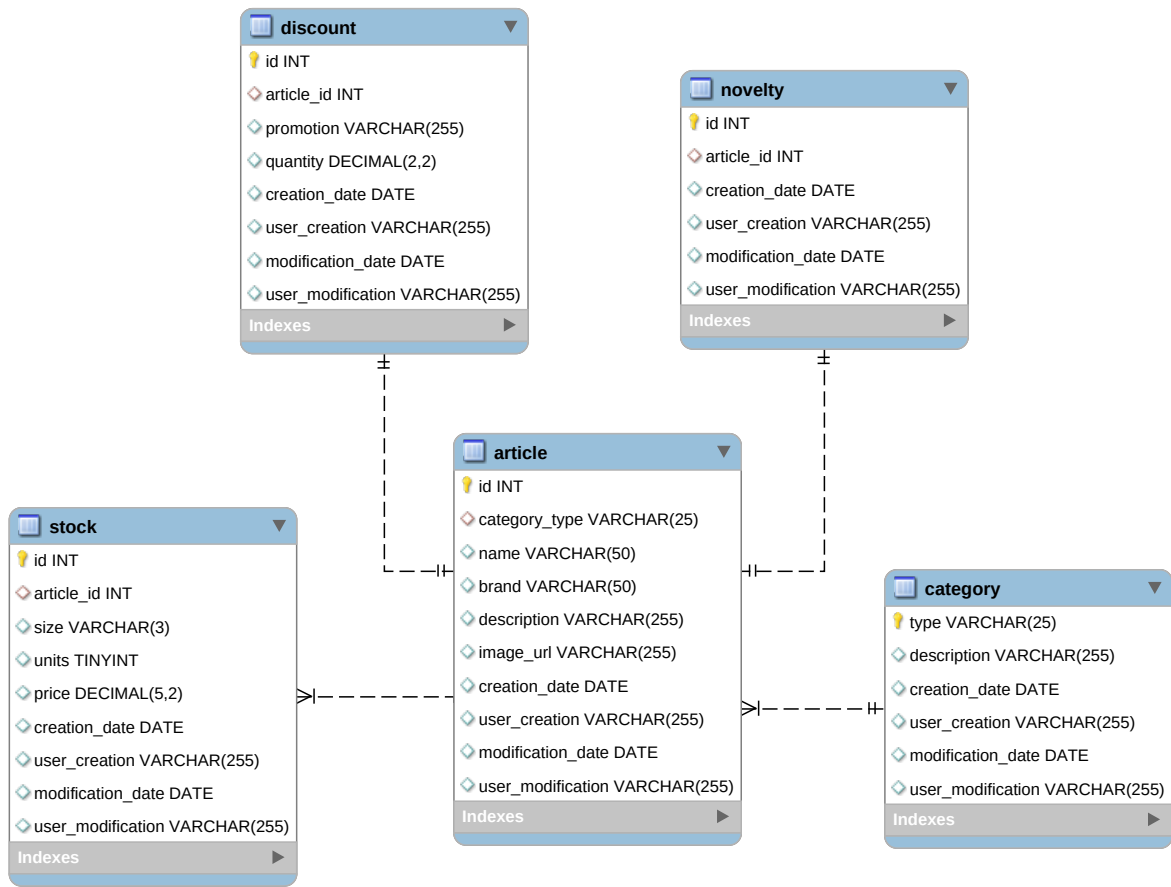 discount
id INT
article_id INT
promotion VARCHAR(255)
quantity DECIMAL(2,2)
creation_date DATE
user_creation VARCHAR(255)
modification_date DATE
user_modification VARCHAR(255)
Indexes
novelty
id INT
article_id INT
creation_date DATE
user_creation VARCHAR(255)
modification_date DATE
user_modification VARCHAR(255)
Indexes
article
id INT
category_type VARCHAR(25)
name VARCHAR(50)
brand VARCHAR(50)
description VARCHAR(255)
image_url VARCHAR(255)
creation_date DATE
user_creation VARCHAR(255)
modification_date DATE
user_modification VARCHAR(255)
Indexes
stock
id INT
article_id INT
size VARCHAR(3)
units TINYINT
price DECIMAL(5,2)
creation_date DATE
user_creation VARCHAR(255)
modification_date DATE
user_modification VARCHAR(255)
Indexes
category
type VARCHAR(25)
description VARCHAR(255)
creation_date DATE
user_creation VARCHAR(255)
modification_date DATE
user_modification VARCHAR(255)
Indexes